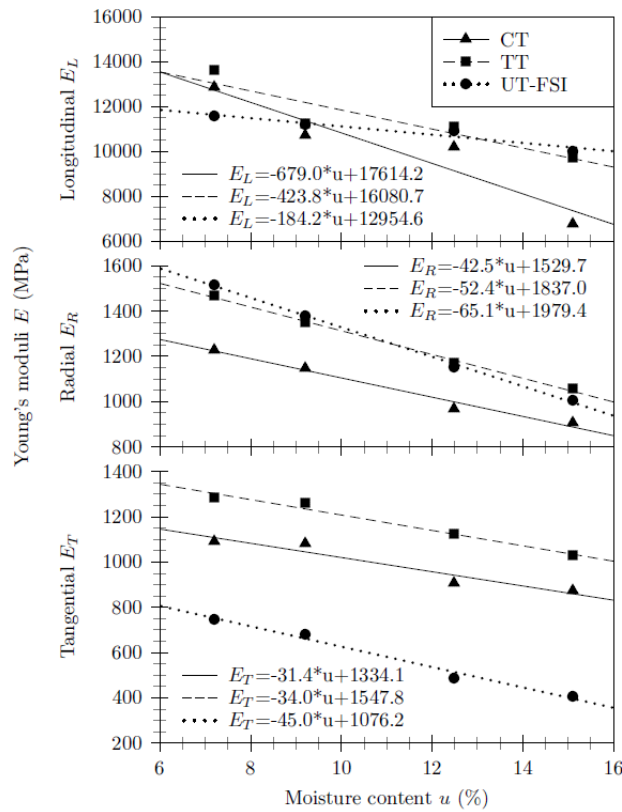 16000
14000
12000
10000
8000
6000
Longitudinal E_L
CT
TT
UT-FSI
E_L=-679.0*u+17614.2
E_L=-423.8*u+16080.7
E_L=-184.2*u+12954.6
Young's moduli E (MPa)
1600
1400
1200
1000
800
Radial E_R
E_R=-42.5*u+1529.7
E_R=-52.4*u+1837.0
E_R=-65.1*u+1979.4
1400
1200
1000
800
600
400
200
Tangential E_T
E_T=-31.4*u+1334.1
E_T=-34.0*u+1547.8
E_T=-45.0*u+1076.2
6 8 10 12 14 16
Moisture content u (%)